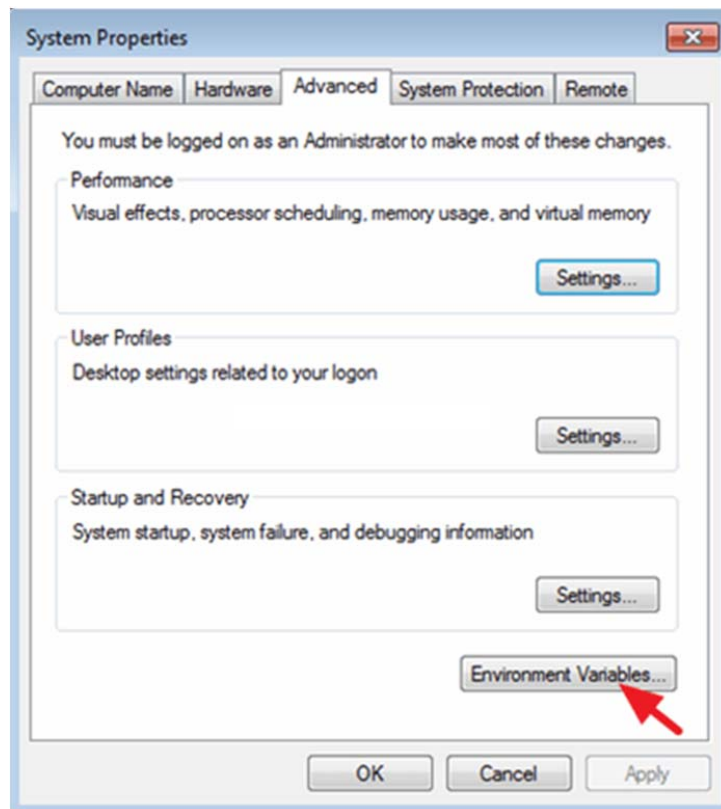 System Properties
Computer Name
Hardware
Advanced
System Protection
Remote
You must be logged on as an Administrator to make most of these changes.
Performance
Visual effects, processor scheduling, memory usage, and virtual memory
Settings...
User Profiles
Desktop settings related to your logon
Settings...
Startup and Recovery
System startup, system failure, and debugging information
Settings...
Environment Variables...
OK
Cancel
Apply